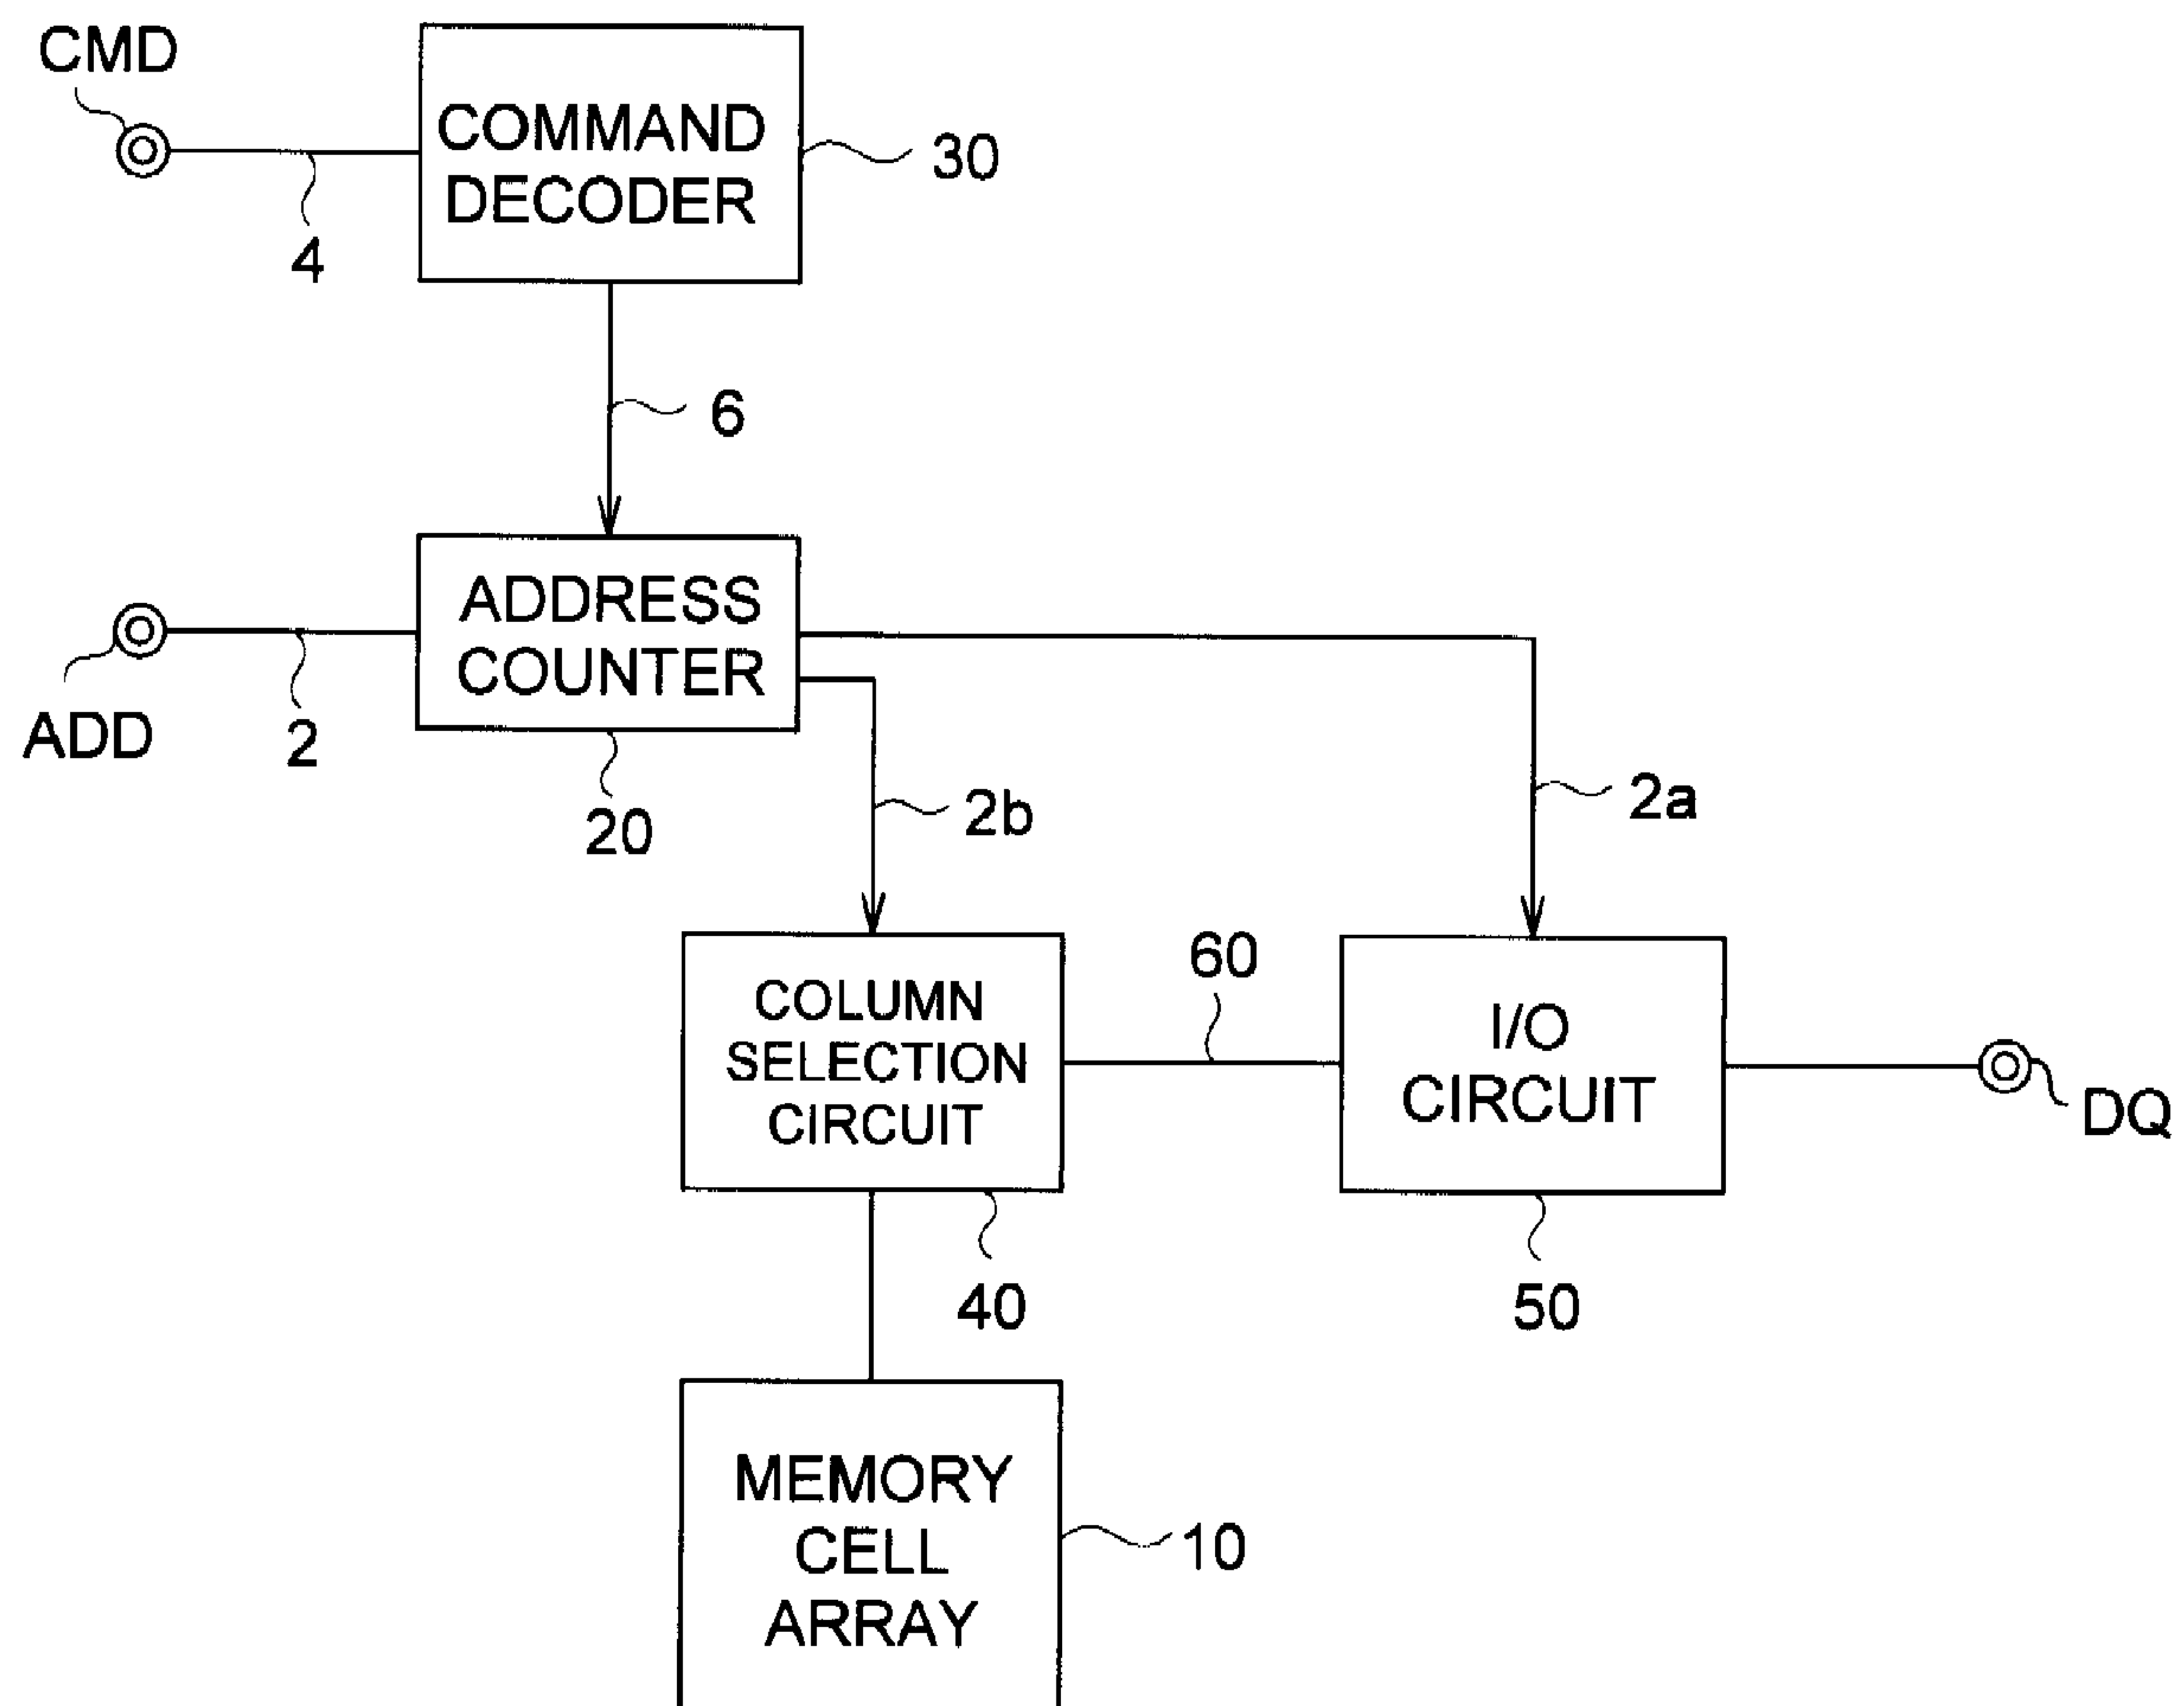 CMD
COMMAND
DECODER
30
4
6
ADDRESS
COUNTER
ADD
2
20
2b
2a
60
COLUMN
SELECTION
CIRCUIT
I/O
CIRCUIT
DQ
40
50
MEMORY
CELL
ARRAY
10